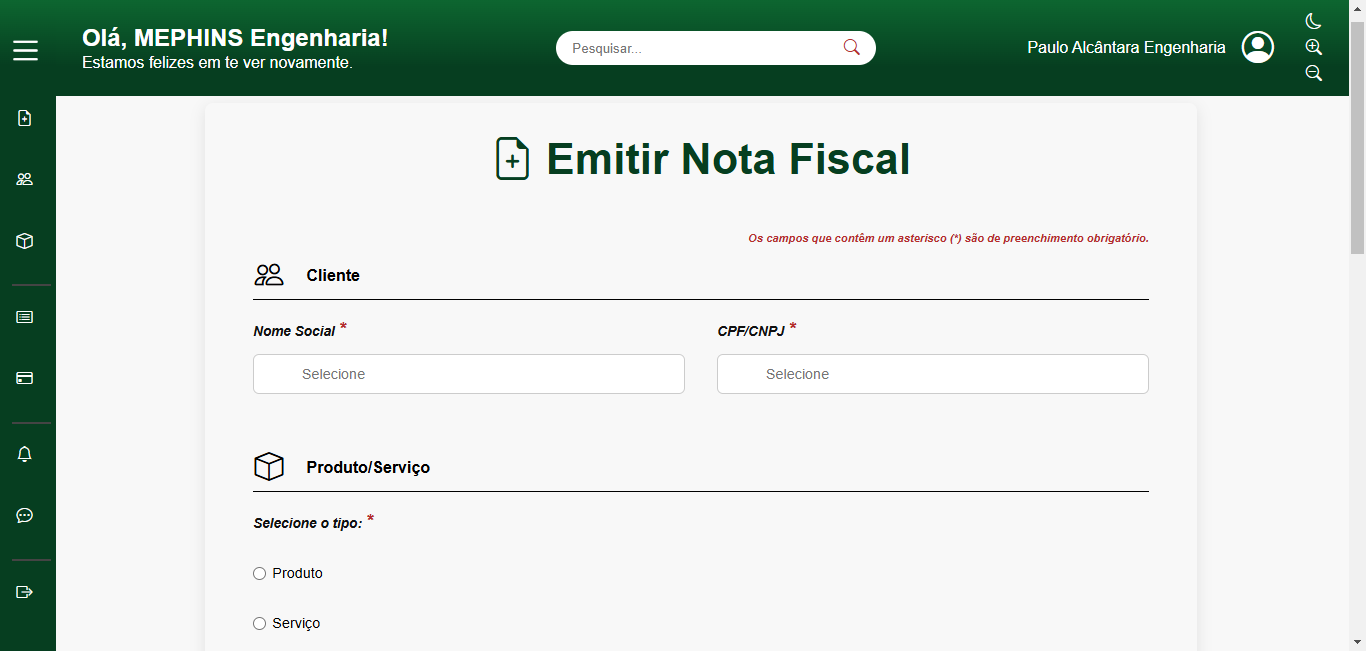 Olá, MEPHINS Engenharia!
Estamos felizes em te ver novamente.
Pesquisar...
Paulo Alcântara Engenharia
Emitir Nota Fiscal
Os campos que contêm um asterisco (*) são de preenchimento obrigatório.
Cliente
Nome Social *
CPF/CNPJ *
Selecione
Selecione
Produto/Serviço
Selecione o tipo: *
Produto
Serviço